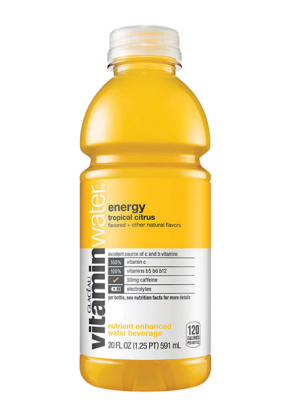 GLACÉAU
vitaminwater®
energy
tropical citrus
flavored + other natural flavors
excellent source of c and b vitamins
100% vitamin c
100% vitamins b5 b6 b12
✓ 50mg caffeine
electrolytes
per bottle, see nutrition facts for more details
nutrient enhanced
water beverage
120
CALORIES
PER BOTTLE
20 FL OZ (1.25 PT) 591 mL